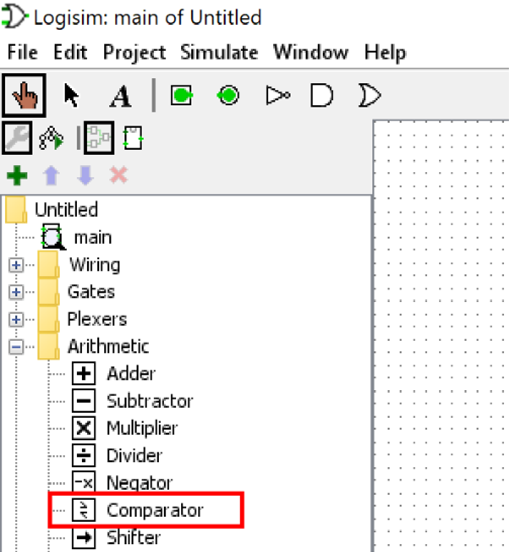 Logisim: main of Untitled
File Edit Project Simulate Window Help
A
Untitled
main
Wiring
Gates
Plexers
Arithmetic
Adder
Subtractor
Multiplier
Divider
-x Negator
Comparator
Shifter